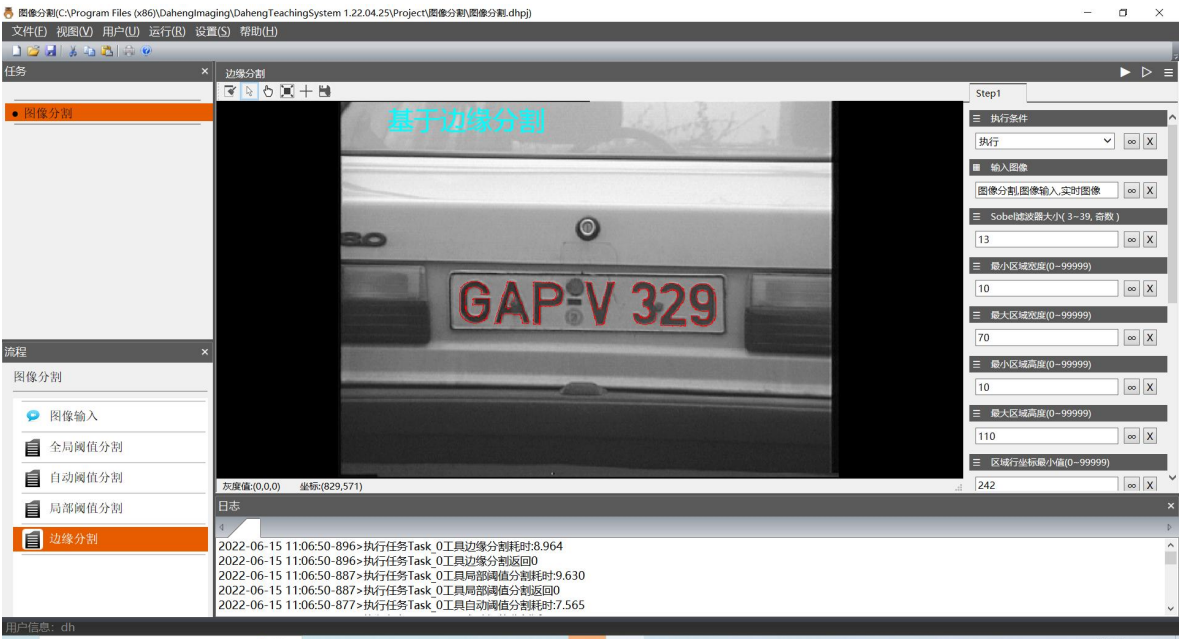 图像分割(C:\Program Files (x86)\DahengImaging\DahengTeachingSystem 1.22.04.25\Project\图像分割\图像分割.dhpj)
文件(F) 视图(V) 用户(U) 运行(R) 设置(S) 帮助(H)
任务
图像分割
流程
图像分割
图像输入
全局阈值分割
自动阈值分割
局部阈值分割
边缘分割
边缘分割
基于边缘分割
80
GAP V 329
灰度值:(0,0,0) 坐标:(829,571)
Step1
执行条件
执行
∞ X
输入图像
图像分割,图像输入,实时图像 ∞ X
Sobel滤波器大小( 3~39, 奇数 )
13 ∞ X
最小区域宽度(0~99999)
10 ∞ X
最大区域宽度(0~99999)
70 ∞ X
最小区域高度(0~99999)
10 ∞ X
最大区域高度(0~99999)
110 ∞ X
区域行坐标最小值(0~99999)
242 ∞ X
日志
2022-06-15 11:06:50-896>执行任务Task_0工具边缘分割耗时:8.964
2022-06-15 11:06:50-896>执行任务Task_0工具边缘分割返回0
2022-06-15 11:06:50-887>执行任务Task_0工具局部阈值分割耗时:9.630
2022-06-15 11:06:50-887>执行任务Task_0工具局部阈值分割返回0
2022-06-15 11:06:50-877>执行任务Task_0工具自动阈值分割耗时:7.565
用户信息: dh